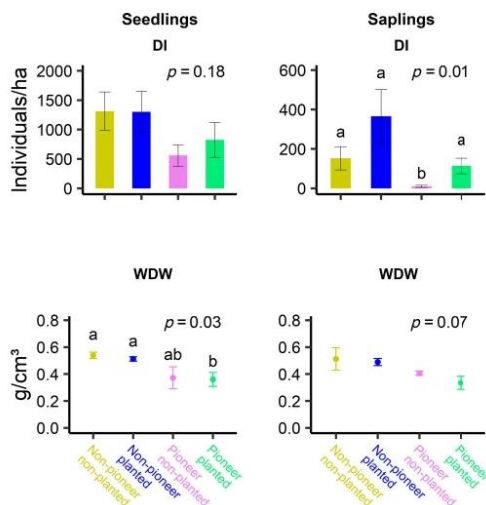 Seedlings
DI
Individuals/ha
2000
1500
1000
500
0
p = 0.18
Saplings
DI
600
400
200
0
p = 0.01
a
a
b
a
WDW
g/cm³
0.8
0.6
0.4
0.2
0.0
p = 0.03
a
a
ab
b
Non-pioneer
non-planted
Non-pioneer
planted
Pioneer
non-planted
Pioneer
planted
WDW
0.8
0.6
0.4
0.2
0.0
p = 0.07
Non-pioneer
non-planted
Non-pioneer
planted
Pioneer
non-planted
Pioneer
planted